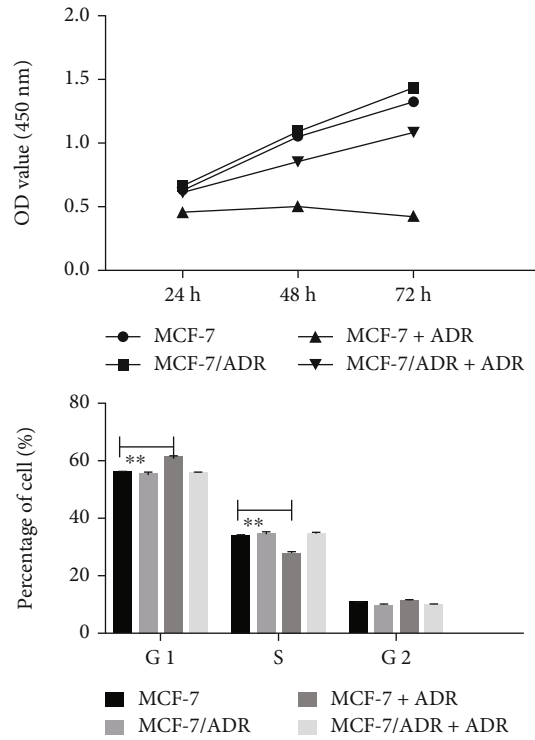 OD value (450 nm)
2.0
1.5
1.0
0.5
0.0
24 h 48 h 72 h
MCF-7 MCF-7 + ADR
MCF-7/ADR MCF-7/ADR + ADR
Percentage of cell (%)
80
60
40
20
0
**
**
G 1 S G 2
MCF-7 MCF-7 + ADR
MCF-7/ADR MCF-7/ADR + ADR